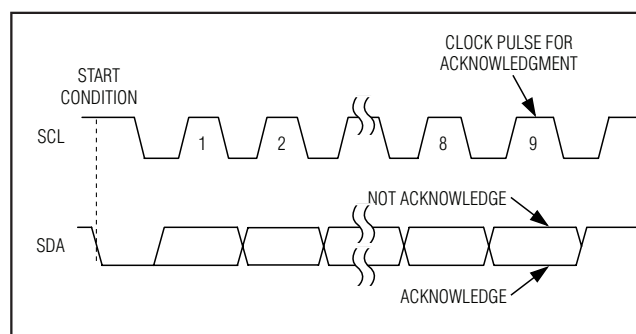 CLOCK PULSE FOR
ACKNOWLEDGMENT
START
CONDITION
SCL
1
2
8
9
NOT ACKNOWLEDGE
SDA
ACKNOWLEDGE